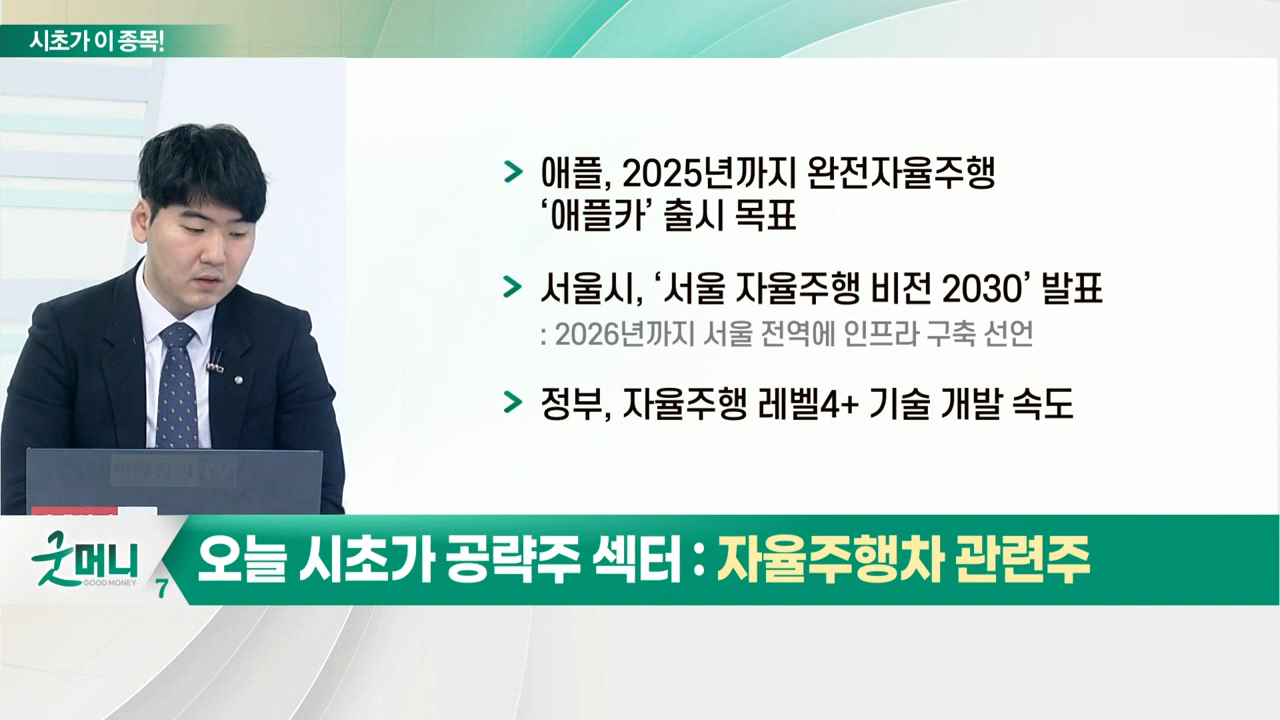 시초가 이 종목!
> 애플, 2025년까지 완전자율주행
‘애플카’ 출시 목표
> 서울시, ‘서울 자율주행 비전 2030’ 발표
: 2026년까지 서울 전역에 인프라 구축 선언
> 정부, 자율주행 레벨4+ 기술 개발 속도
굿머니
GOOD MONEY
7
오늘 시초가 공략주 섹터 : 자율주행차 관련주